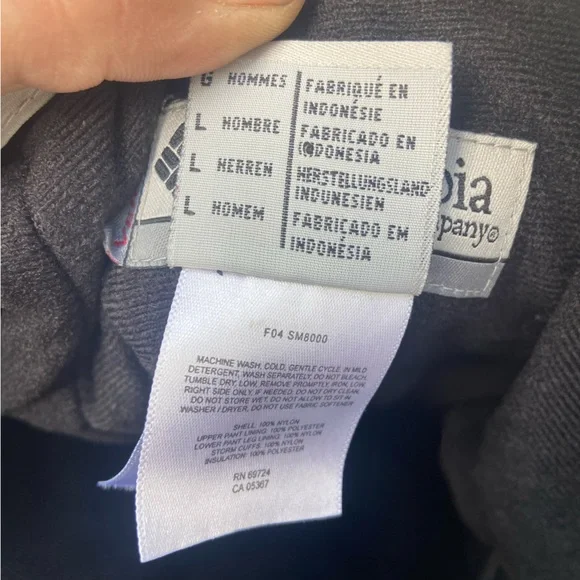 G HOMMES FABRIQUÉ EN
INDONÉSIE
L HOMBRE FABRICADO EN
INDONESIA
L HERREN HERSTELLUNGSLAND
INDUNESIEN
L HOMEM FABRICADO EM
INDONÉSIA
bia
mpany®
F04 SM8000
MACHINE WASH, COLD, GENTLE CYCLE, IN MILD
DETERGENT, WASH SEPARATELY, DO NOT BLEACH,
TUMBLE DRY, LOW, REMOVE PROMPTLY, IRON, LOW,
RIGHT SIDE ONLY, IF NEEDED. DO NOT DRY CLEAN.
DO NOT STORE WET, DO NOT ALLOW TO SIT IN
WASHER / DRYER, DO NOT USE FABRIC SOFTENER
SHELL: 100% NYLON
UPPER PANT LINING: 100% POLYESTER
LOWER PANT LEG LINING: 100% NYLON
STORM CUFFS: 100% NYLON
INSULATION: 100% POLYESTER
RN 69724
CA 05367